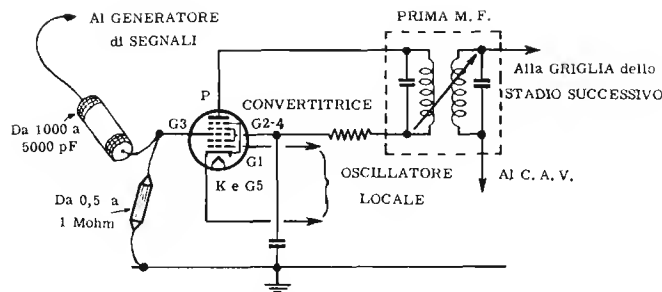 Al GENERATORE
di SEGNALI
PRIMA M. F.
Alla GRIGLIA dello
STADIO SUCCESSIVO
P
CONVERTITRICE
Da 1000 a
5000 pF
G3
G2-4
G1
K e G5
OSCILLATORE
LOCALE
Al C. A. V.
Da 0,5 a
1 Mohm